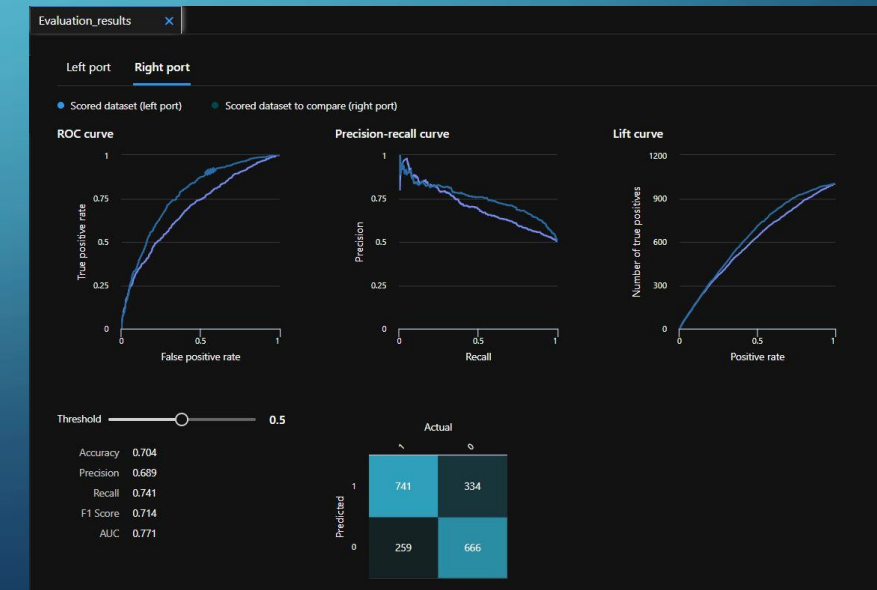 Evaluation_results ×
Left port Right port
Scored dataset (left port) Scored dataset to compare (right port)
ROC curve
1
0.75
0.5
0.25
0
True positive rate
0 0.5 1
False positive rate
Precision-recall curve
1
0.75
0.5
0.25
0
Precision
0 0.5 1
Recall
Lift curve
1200
900
600
300
0
Number of true positives
0 0.5 1
Positive rate
Threshold 0.5
Accuracy 0.704
Precision 0.689
Recall 0.741
F1 Score 0.714
AUC 0.771
Actual
1 0
Predicted
1 741 334
0 259 666